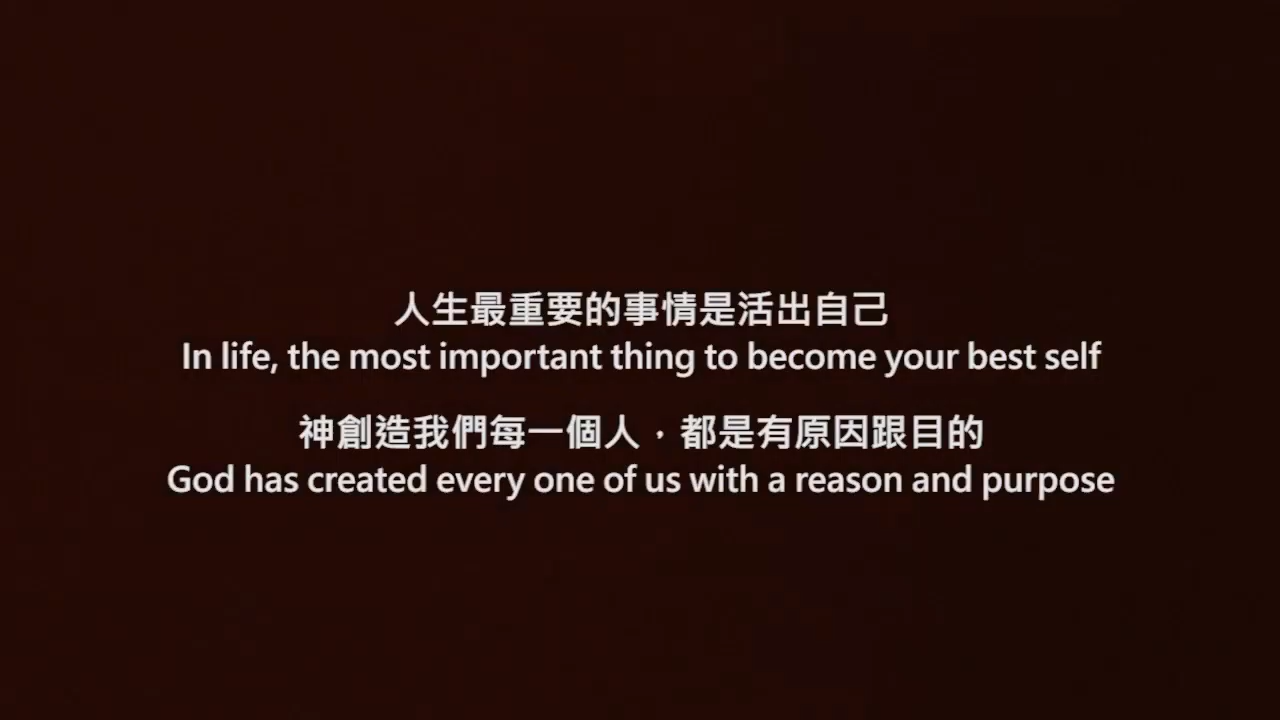 人生最重要的事情是活出自己
In life, the most important thing to become your best self
神創造我們每一個人，都是有原因跟目的
God has created every one of us with a reason and purpose